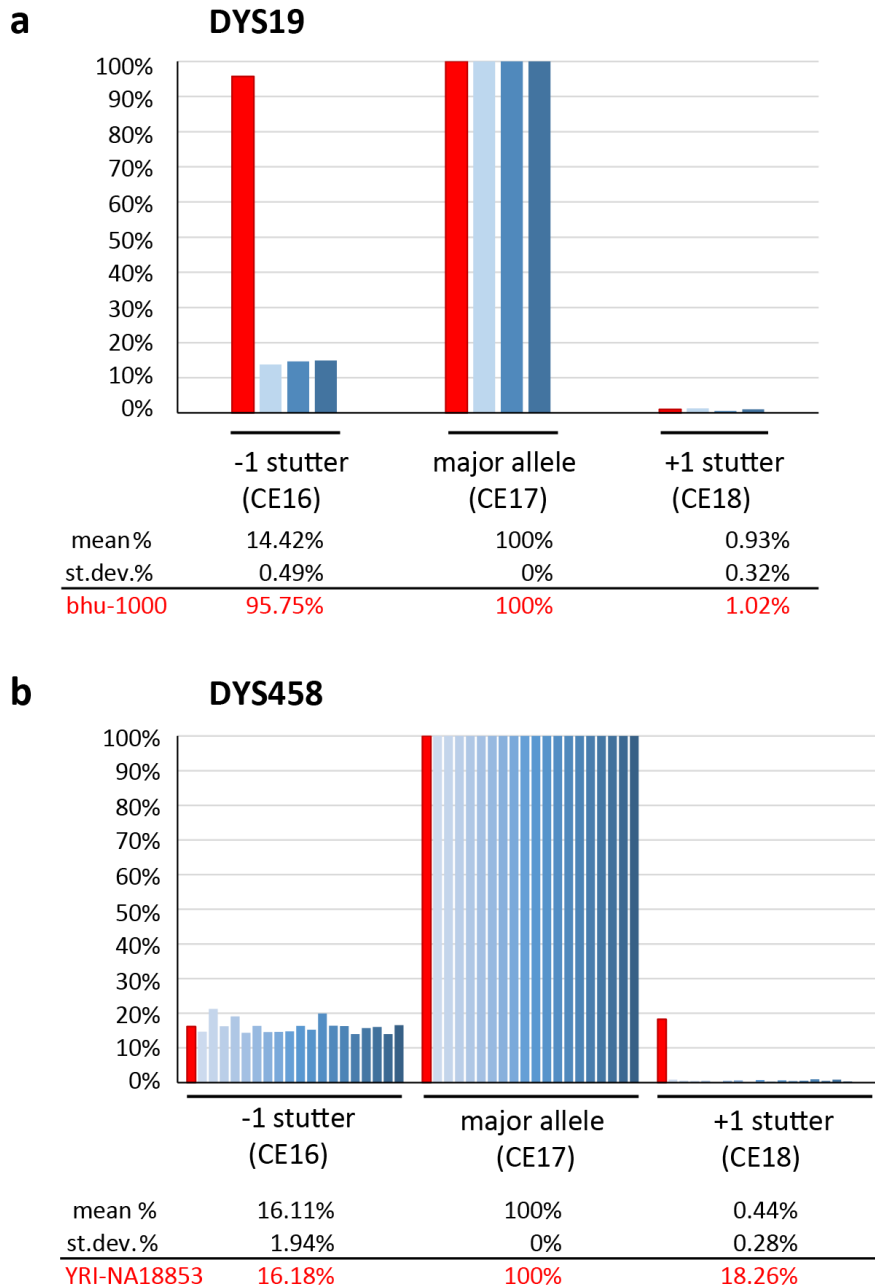 a DYS19
100%
90%
80%
70%
60%
50%
40%
30%
20%
10%
0%
-1 stutter major allele +1 stutter
(CE16) (CE17) (CE18)
mean% 14.42% 100% 0.93%
st.dev.% 0.49% 0% 0.32%
bhu-1000 95.75% 100% 1.02%
b DYS458
100%
90%
80%
70%
60%
50%
40%
30%
20%
10%
0%
-1 stutter major allele +1 stutter
(CE16) (CE17) (CE18)
mean % 16.11% 100% 0.44%
st.dev.% 1.94% 0% 0.28%
YRI-NA18853 16.18% 100% 18.26%